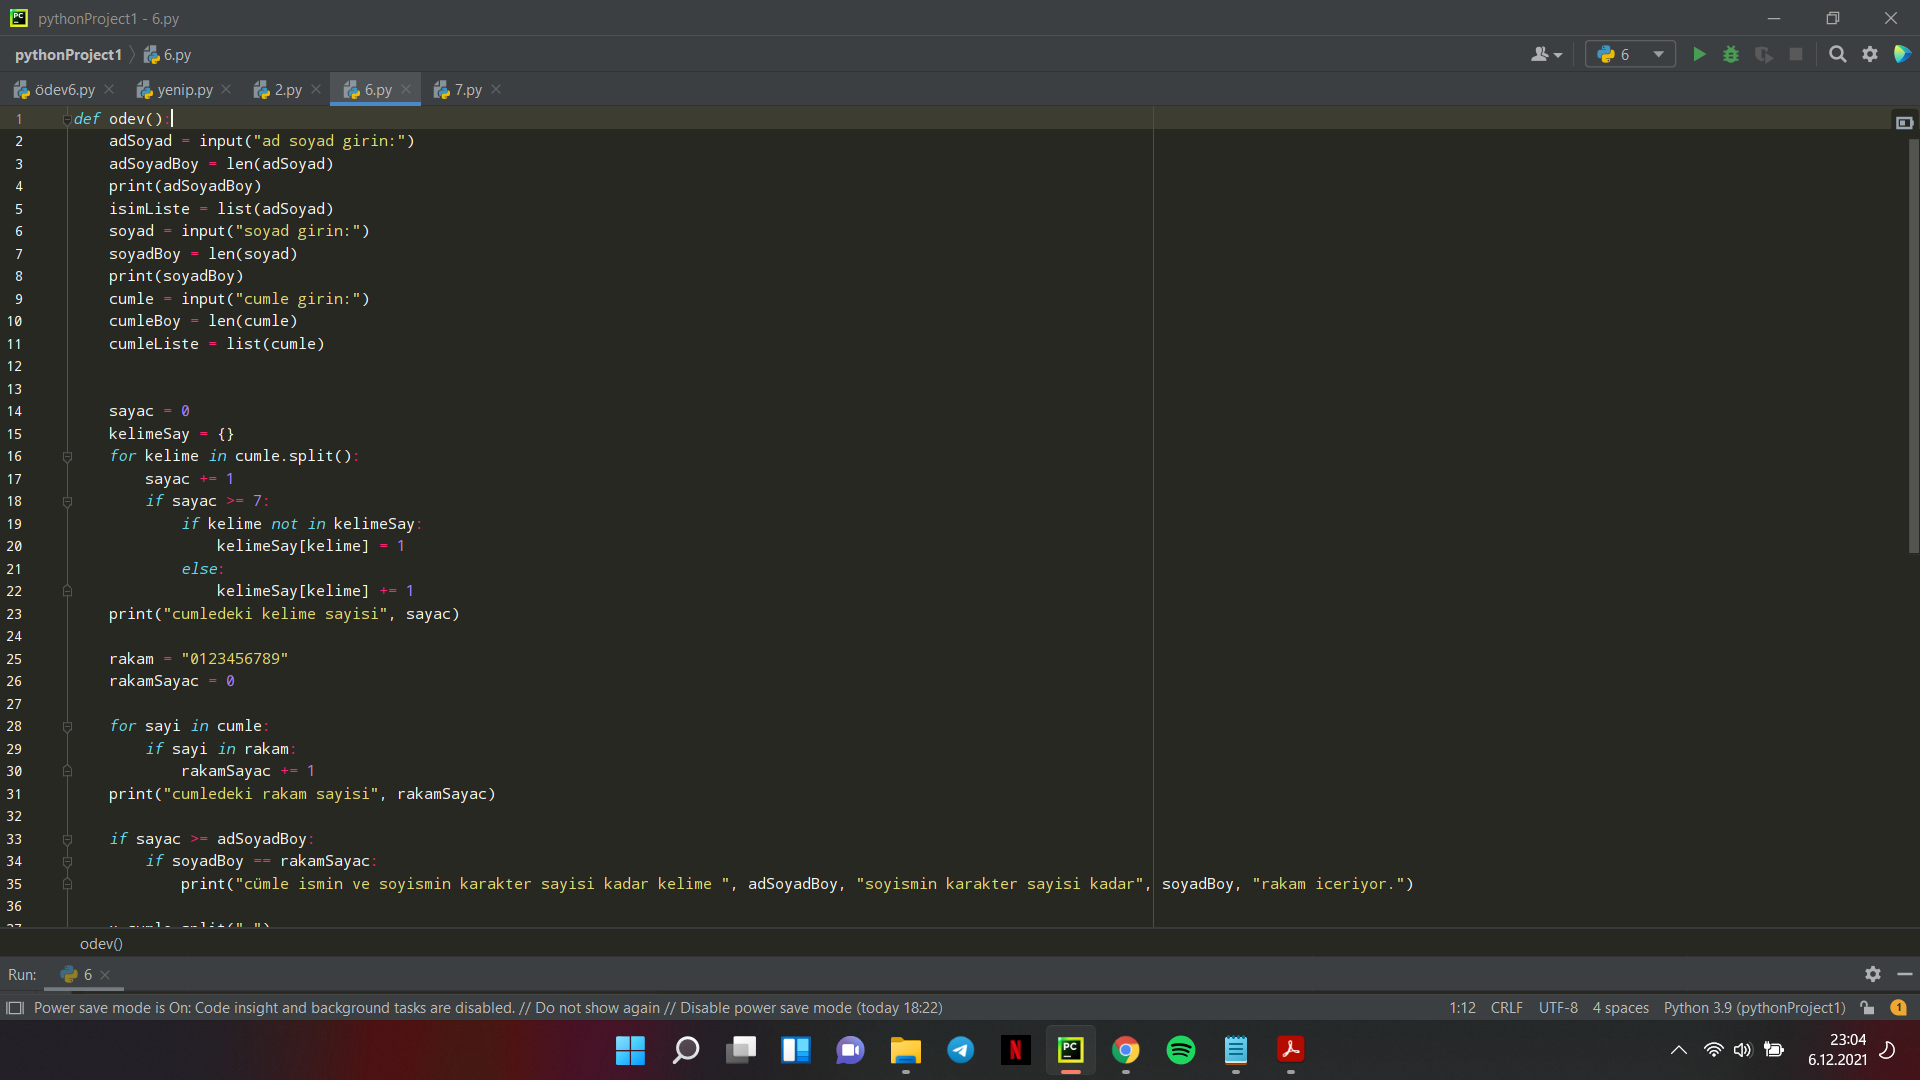 pythonProject1 - 6.py
pythonProject1 6.py
6
ödev6.py yenip.py 2.py 6.py 7.py
1 def odev():
2 adSoyad = input("ad soyad girin:")
3 adSoyadBoy = len(adSoyad)
4 print(adSoyadBoy)
5 isimListe = list(adSoyad)
6 soyad = input("soyad girin:")
7 soyadBoy = len(soyad)
8 print(soyadBoy)
9 cumle = input("cumle girin:")
10 cumleBoy = len(cumle)
11 cumleListe = list(cumle)
12
13
14 sayac = 0
15 kelimeSay = {}
16 for kelime in cumle.split():
17 sayac += 1
18 if sayac >= 7:
19 if kelime not in kelimeSay:
20 kelimeSay[kelime] = 1
21 else:
22 kelimeSay[kelime] += 1
23 print("cumledeki kelime sayisi", sayac)
24
25 rakam = "0123456789"
26 rakamSayac = 0
27
28 for sayi in cumle:
29 if sayi in rakam:
30 rakamSayac += 1
31 print("cumledeki rakam sayisi", rakamSayac)
32
33 if sayac >= adSoyadBoy:
34 if soyadBoy == rakamSayac:
35 print("cümle ismin ve soyismin karakter sayisi kadar kelime ", adSoyadBoy, "soyismin karakter sayisi kadar", soyadBoy, "rakam iceriyor.")
36
odev()
Run: 6
Power save mode is On: Code insight and background tasks are disabled. // Do not show again // Disable power save mode (today 18:22) 1:12 CRLF UTF-8 4 spaces Python 3.9 (pythonProject1) 1
23:04
6.12.2021